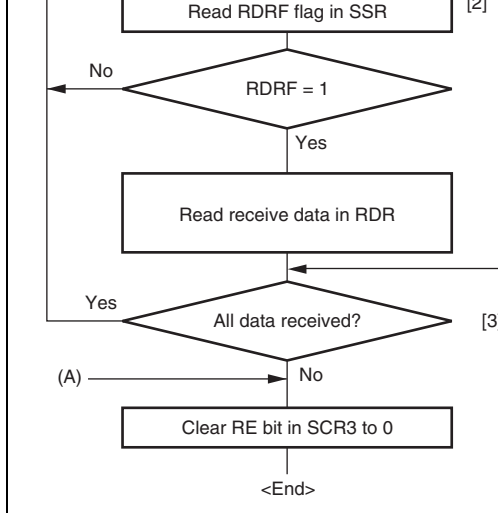 Read RDRF flag in SSR
[2]
No
RDRF = 1
Yes
Read receive data in RDR
Yes
All data received?
[3]
(A)
No
Clear RE bit in SCR3 to 0
<End>